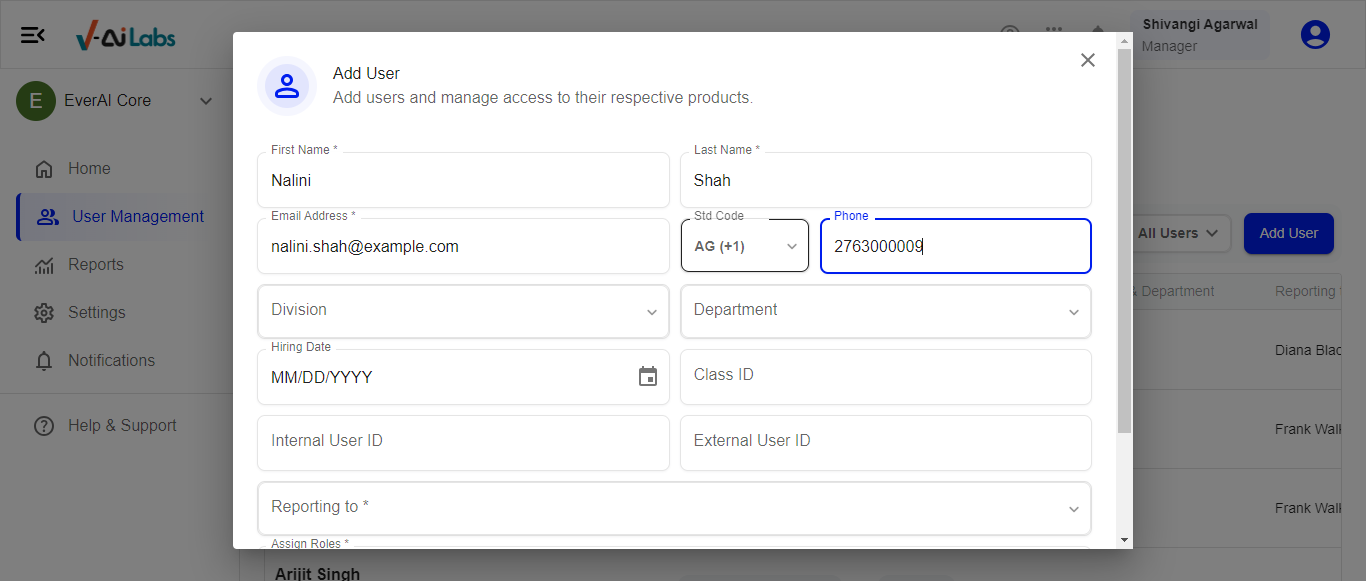 V-Ai Labs
Shivangi Agarwal
Manager
E
EverAI Core
Home
User Management
Reports
Settings
Notifications
Help & Support
Add User
Add users and manage access to their respective products.
First Name *
Nalini
Last Name *
Shah
Email Address *
nalini.shah@example.com
Std Code
AG (+1)
Phone
2763000009
Division
Department
Hiring Date
MM/DD/YYYY
Class ID
Internal User ID
External User ID
Reporting to *
Assign Roles *
All Users
Add User
& Department
Reporting
Diana Blac
Frank Wal
Frank Wal
Arijit Singh